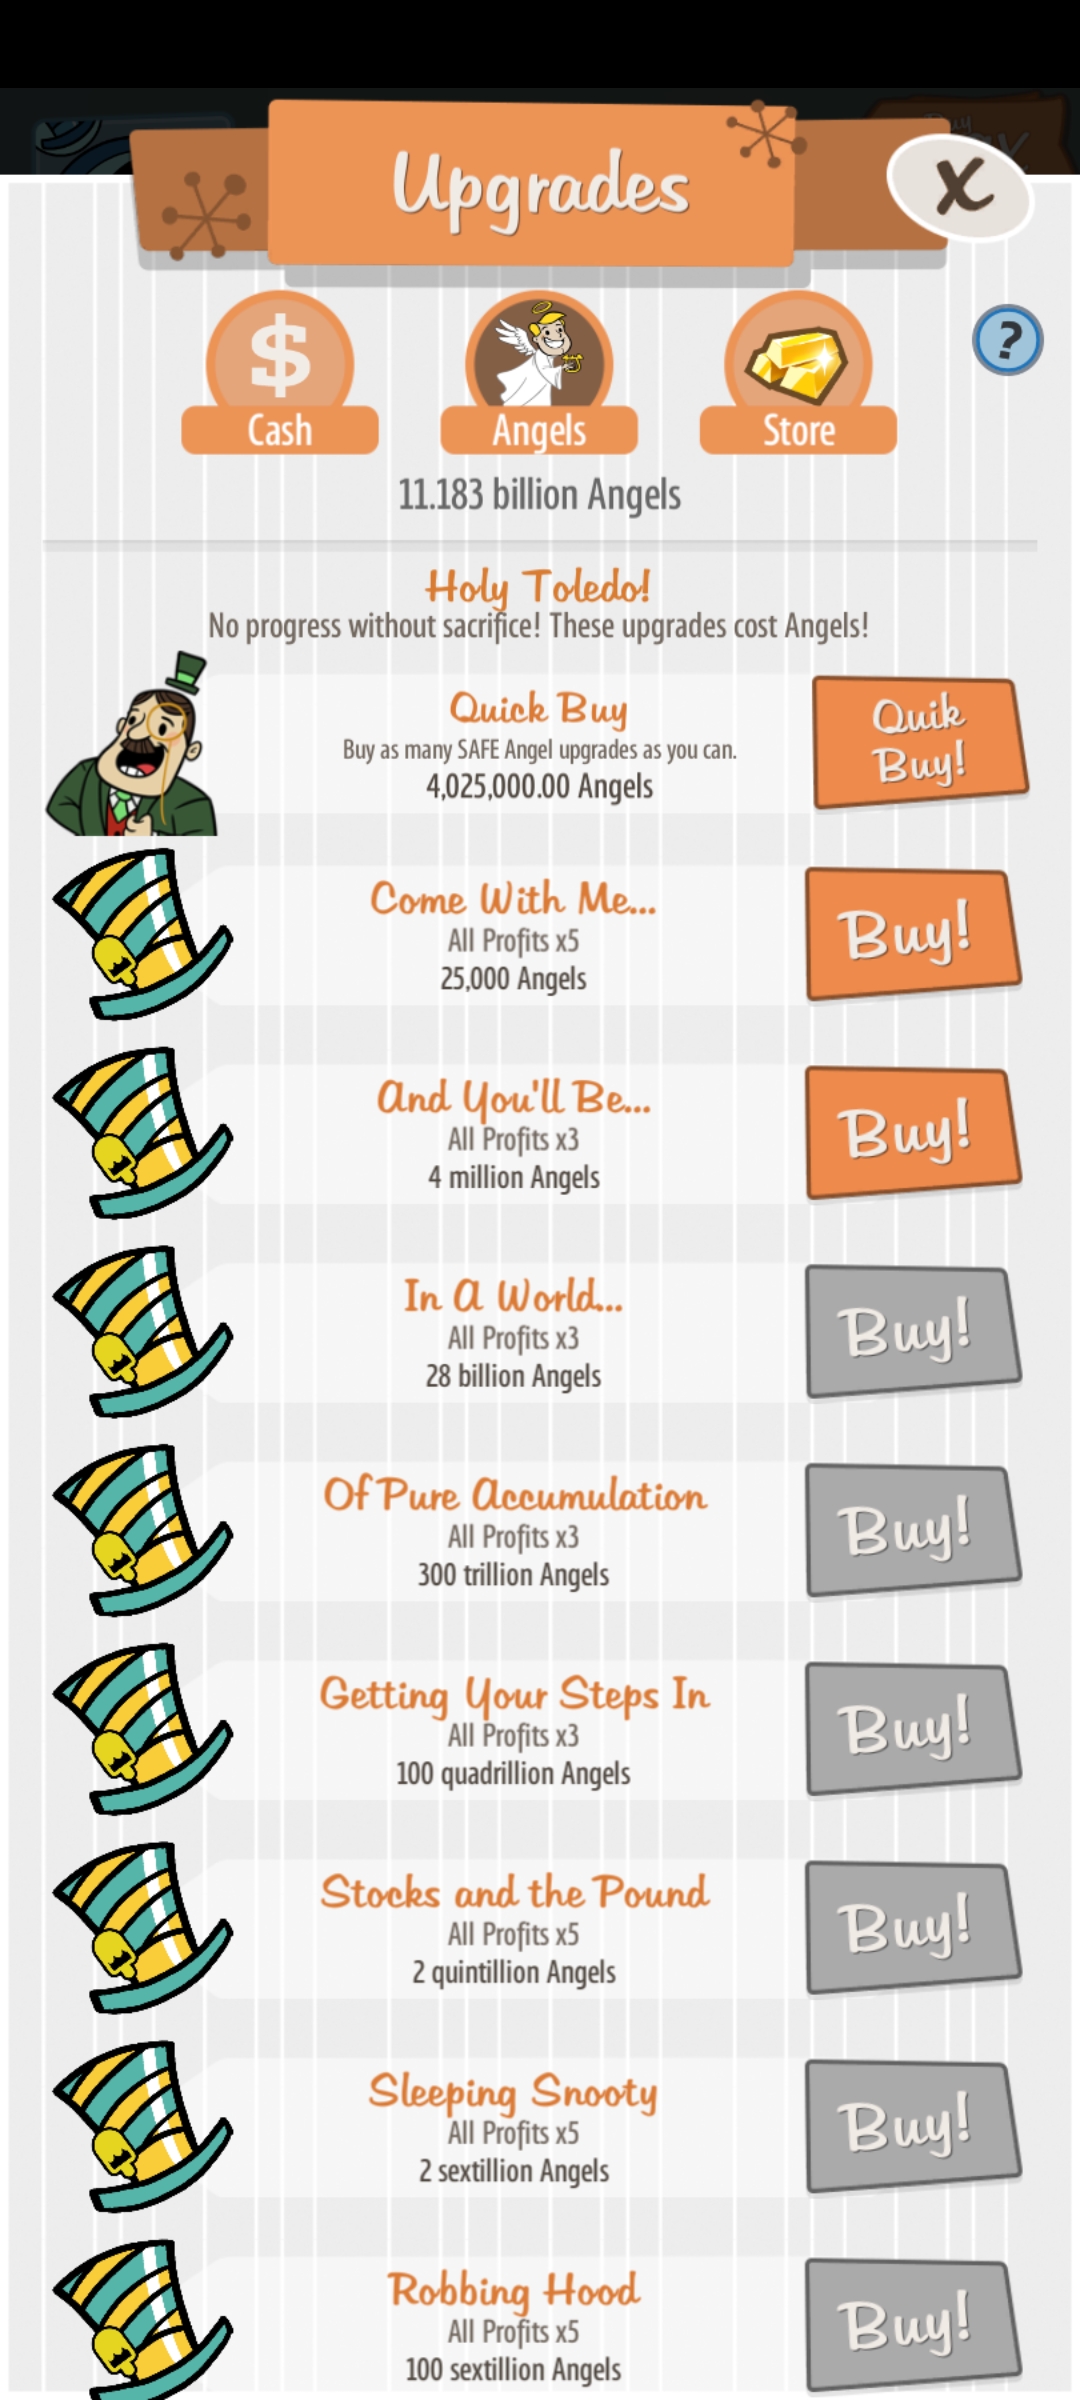 Upgrades
X
$
?
Cash
Angels
Store
11.183 billion Angels
Holy Toledo!
No progress without sacrifice! These upgrades cost Angels!
Quick Buy
Buy as many SAFE Angel upgrades as you can.
4,025,000.00 Angels
Quik
Buy!
Come With Me...
All Profits x5
25,000 Angels
Buy!
And You'll Be...
All Profits x3
4 million Angels
Buy!
In A World...
All Profits x3
28 billion Angels
Buy!
Of Pure Accumulation
All Profits x3
300 trillion Angels
Buy!
Getting Your Steps In
All Profits x3
100 quadrillion Angels
Buy!
Stocks and the Pound
All Profits x5
2 quintillion Angels
Buy!
Sleeping Snooty
All Profits x5
2 sextillion Angels
Buy!
Robbing Hood
All Profits x5
100 sextillion Angels
Buy!